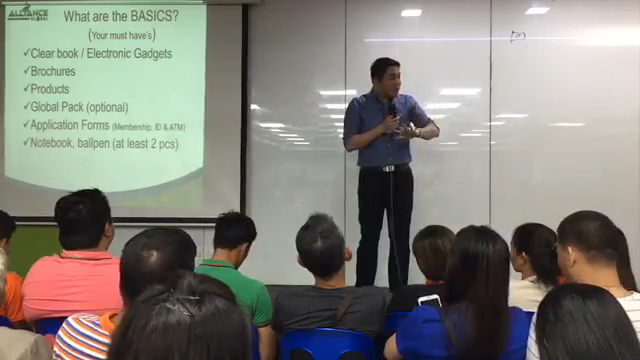 ALLIANCE
GLOBAL
What are the BASICS?
(Your must have's)
✓Clear book / Electronic Gadgets
✓Brochures
✓Products
✓Global Pack (optional)
✓Application Forms (Membership, ID & ATM)
✓Notebook, ballpen (at least 2 pcs)